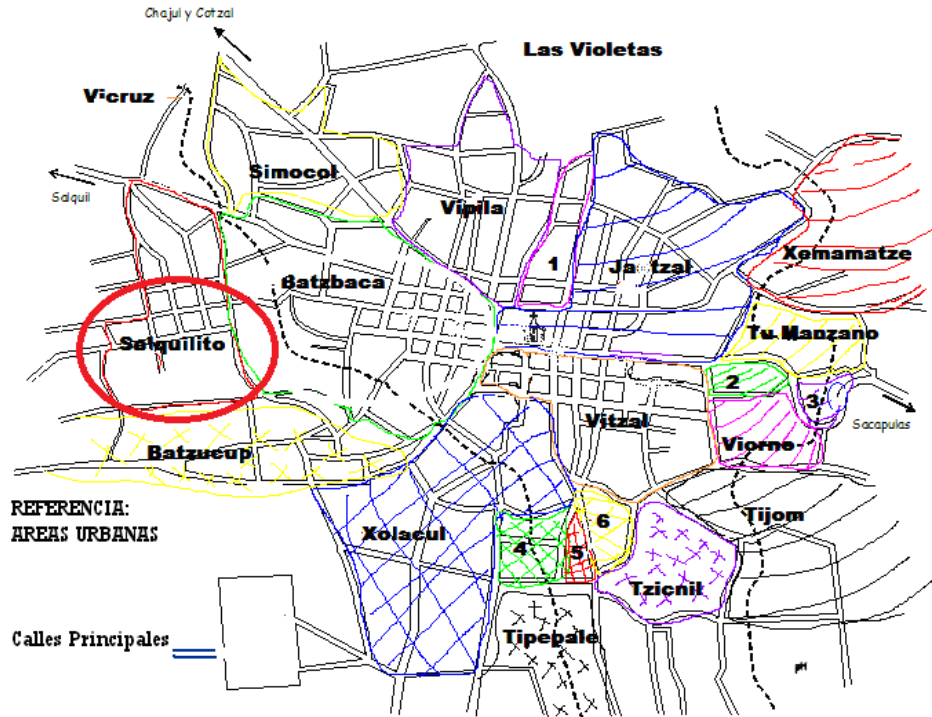 Chajul y Cotzal
Las Violetas
Vicruz
Simocol
Salquil
Vipila
1
Xemamatze
Batzbaca
Tu Manzano
Salquilito
2
3
Sacapulas
Vitzal
Viorno
Batzucup
REFERENCIA:
AREAS URBANAS
6
Tijom
Xolacul
4
5
Tzicnil
Tipepale
Calles Principales